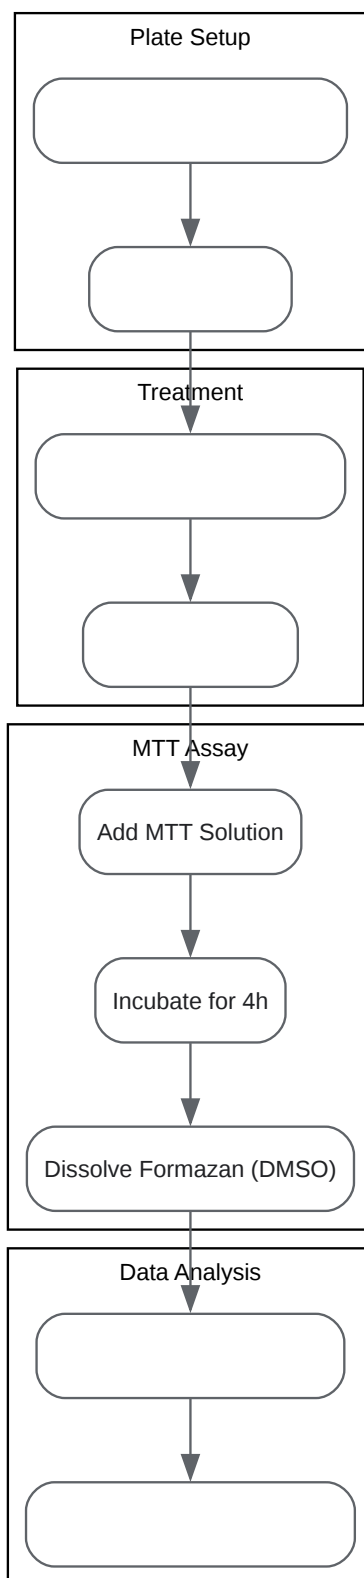 Plate Setup
Treatment
MTT Assay
Add MTT Solution
Incubate for 4h
Dissolve Formazan (DMSO)
Data Analysis